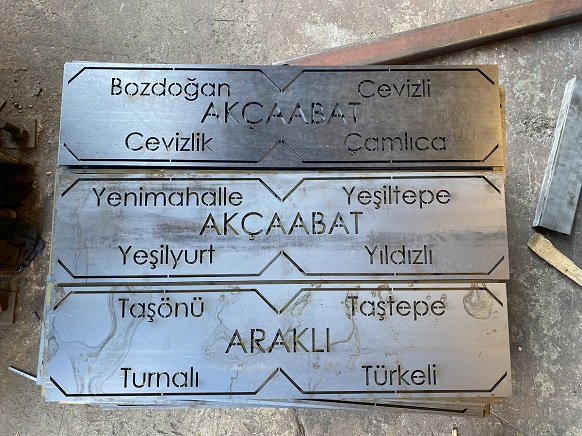 Bozdoğan Cevizli
AKÇAABAT
Cevizlik Çamlıca
Yenimahalle Yeşiltepe
AKÇAABAT
Yeşilyurt Yıldızlı
Taşönü Taştepe
ARAKLI
Turnalı Türkeli